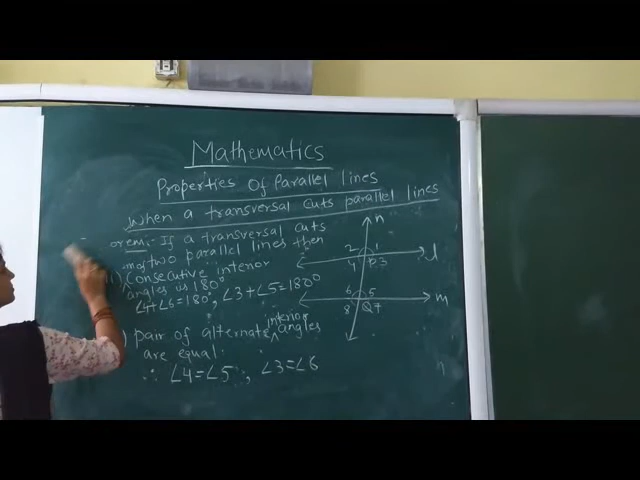 Mathematics
Properties Of Parallel lines
When a transversal cuts parallel lines
orem:- If a transversal cuts
two parallel lines then
Consecutive interior
angles is 180°
∠4+∠6=180°, ∠3+∠5=180°
) pair of alternate interior angles
are equal:
∴ ∠4=∠5, ∠3=∠6
n
2 1
l
4 P 3
6 5
m
8 Q 7